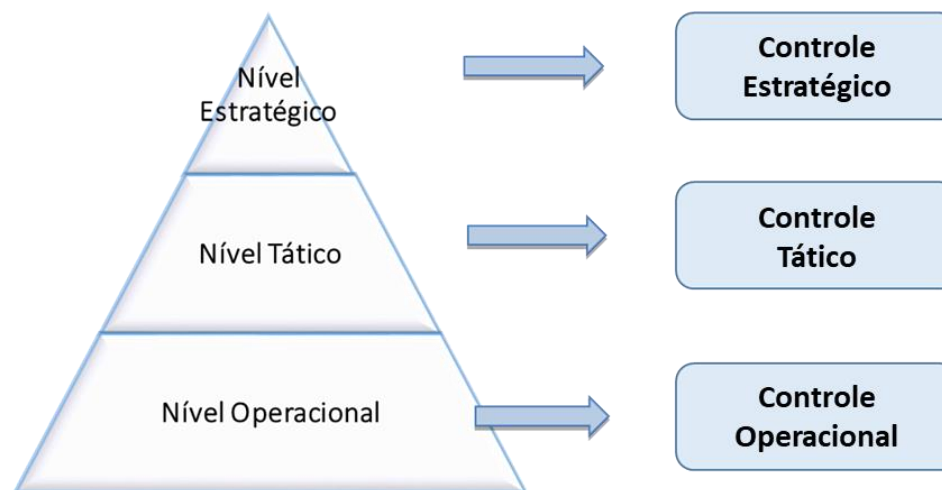 Nível
Estratégico
Controle
Estratégico
Nível Tático
Controle
Tático
Nível Operacional
Controle
Operacional